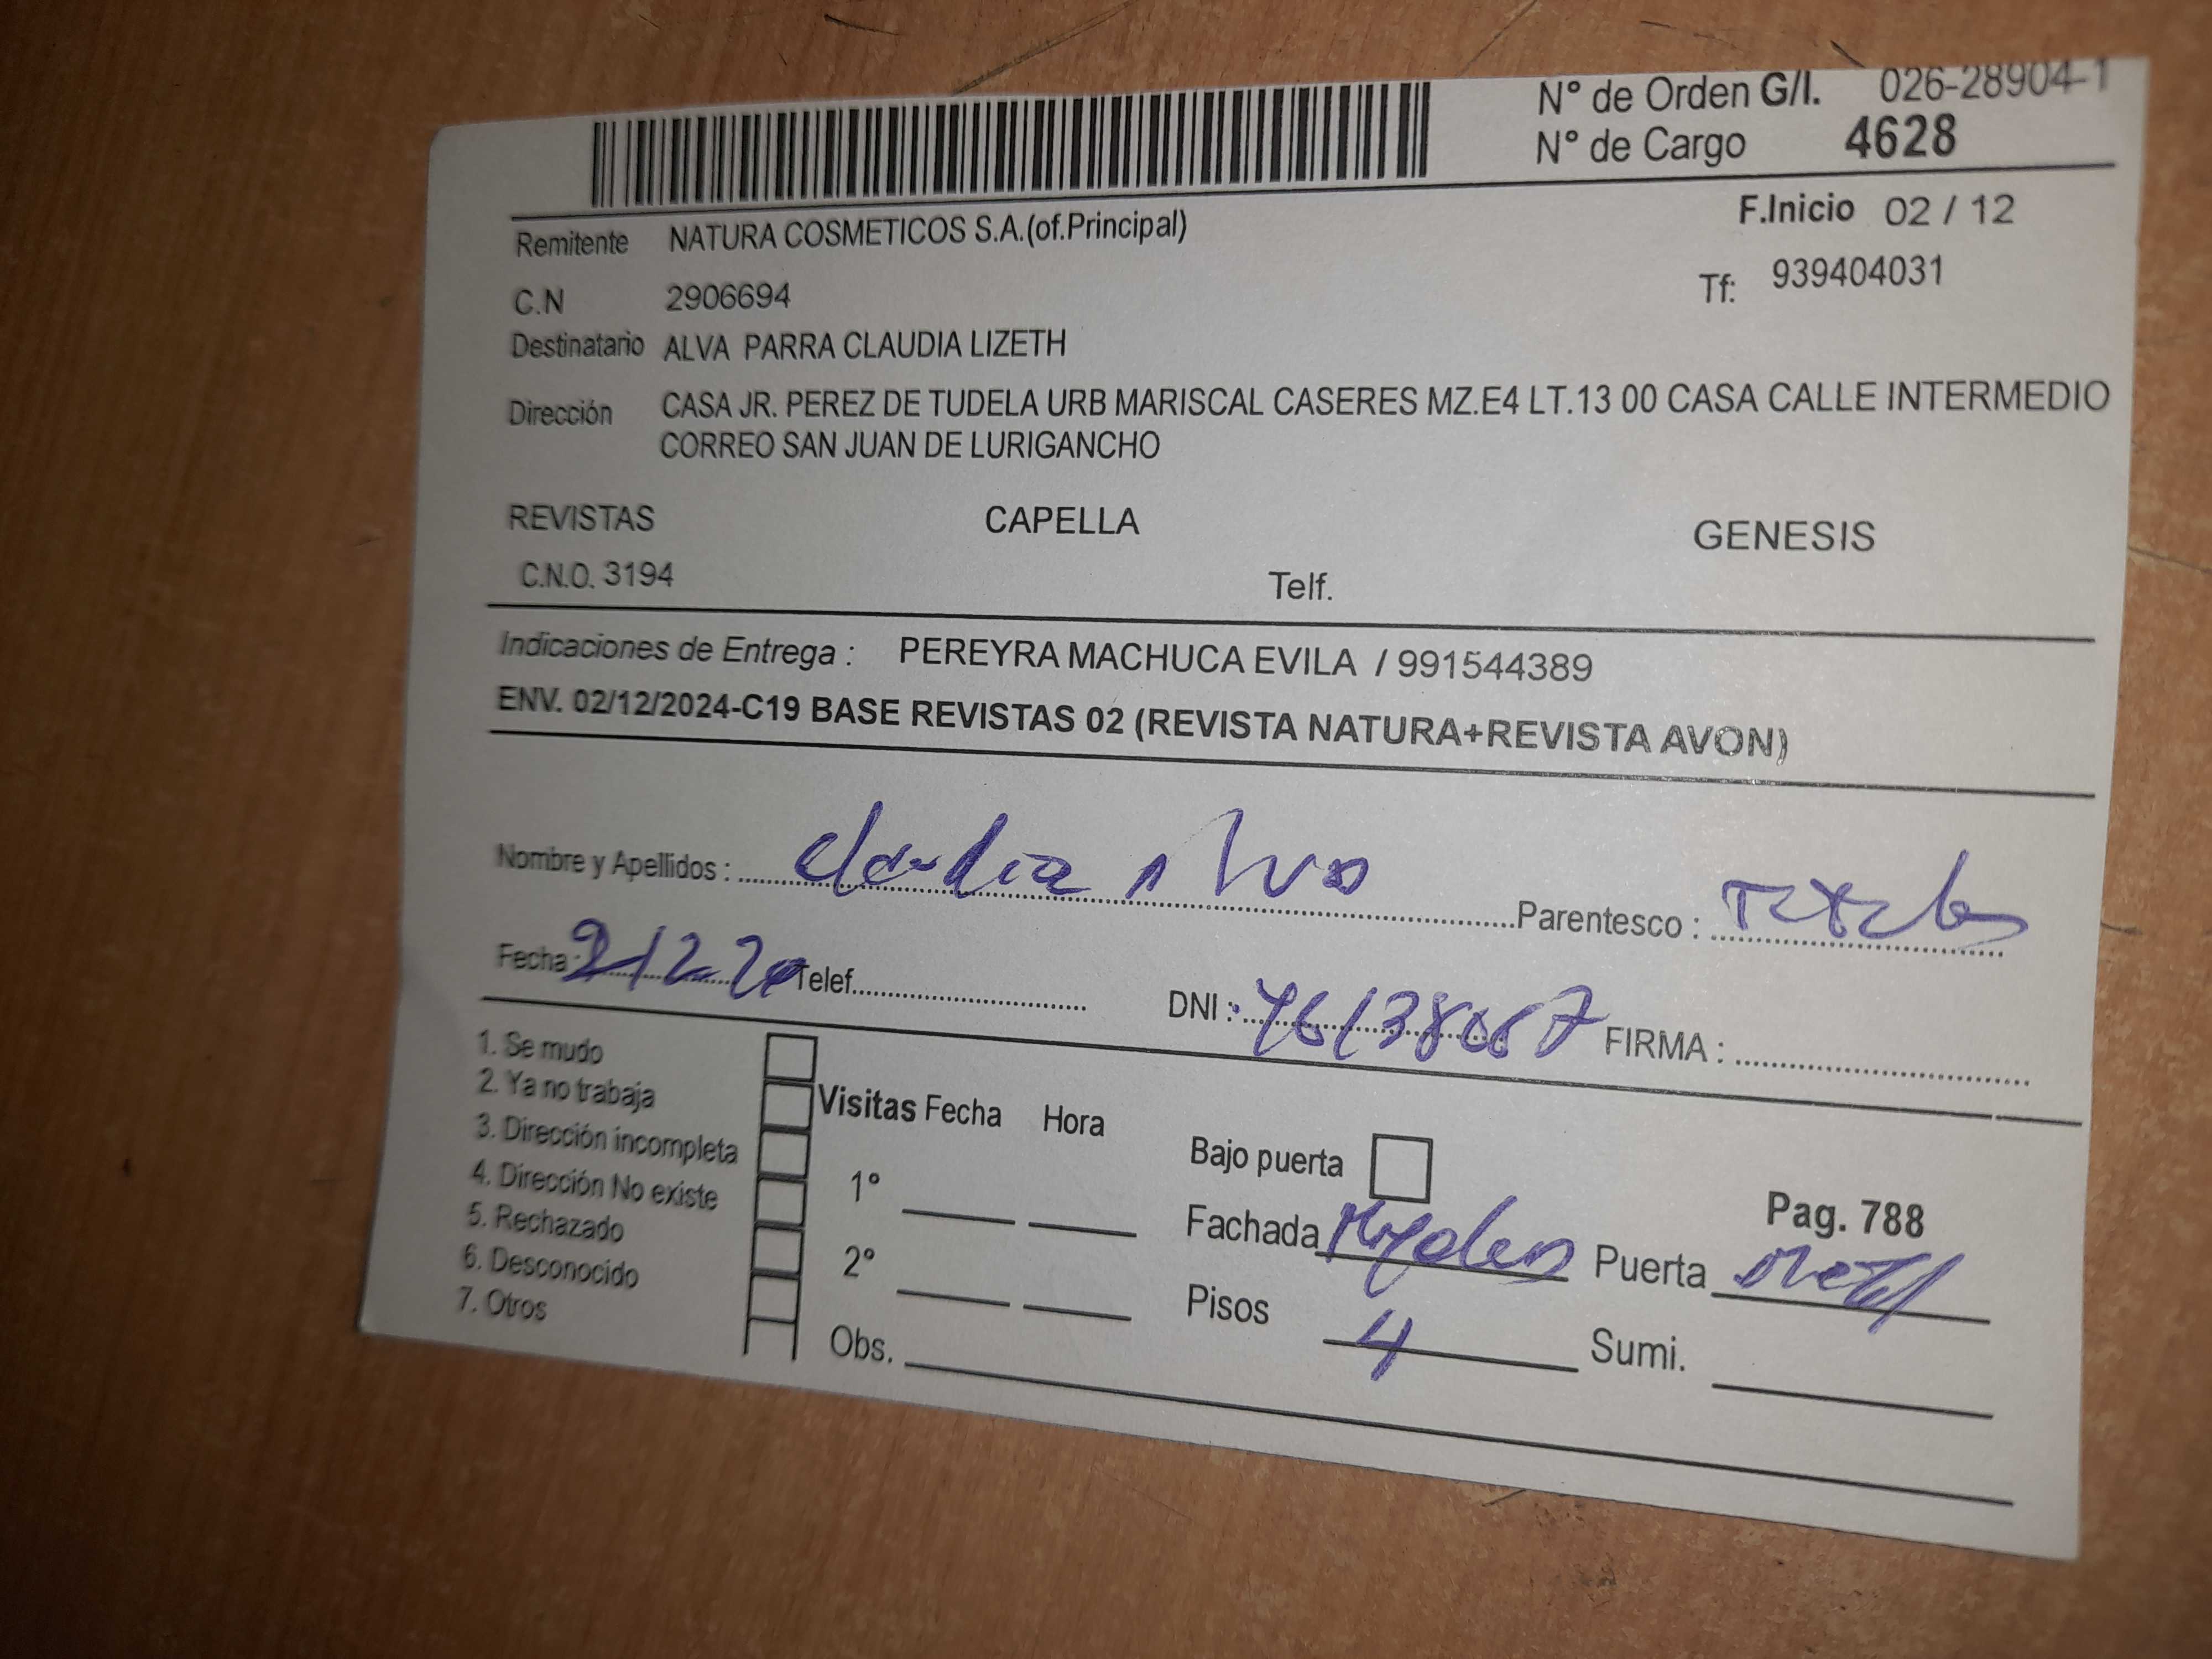 N° de Orden G/I. 026-28904-1
N° de Cargo 4628
F.Inicio 02 / 12
Remitente NATURA COSMETICOS S.A.(of.Principal)
C.N 2906694 Tf: 939404031
Destinatario ALVA PARRA CLAUDIA LIZETH
Dirección CASA JR. PEREZ DE TUDELA URB MARISCAL CASERES MZ.E4 LT.13 00 CASA CALLE INTERMEDIO
CORREO SAN JUAN DE LURIGANCHO
REVISTAS CAPELLA GENESIS
C.N.O. 3194 Telf.
Indicaciones de Entrega : PEREYRA MACHUCA EVILA / 991544389
ENV. 02/12/2024-C19 BASE REVISTAS 02 (REVISTA NATURA+REVISTA AVON)
Nombre y Apellidos : Claudia Alva Parentesco :
Fecha: Telef. DNI : FIRMA :
1. Se mudo
2. Ya no trabaja
3. Dirección incompleta
4. Dirección No existe
5. Rechazado
6. Desconocido
7. Otros
Visitas Fecha Hora
1°
2°
Obs.
Bajo puerta
Pag. 788
Fachada Puerta metal
Pisos 4 Sumi.